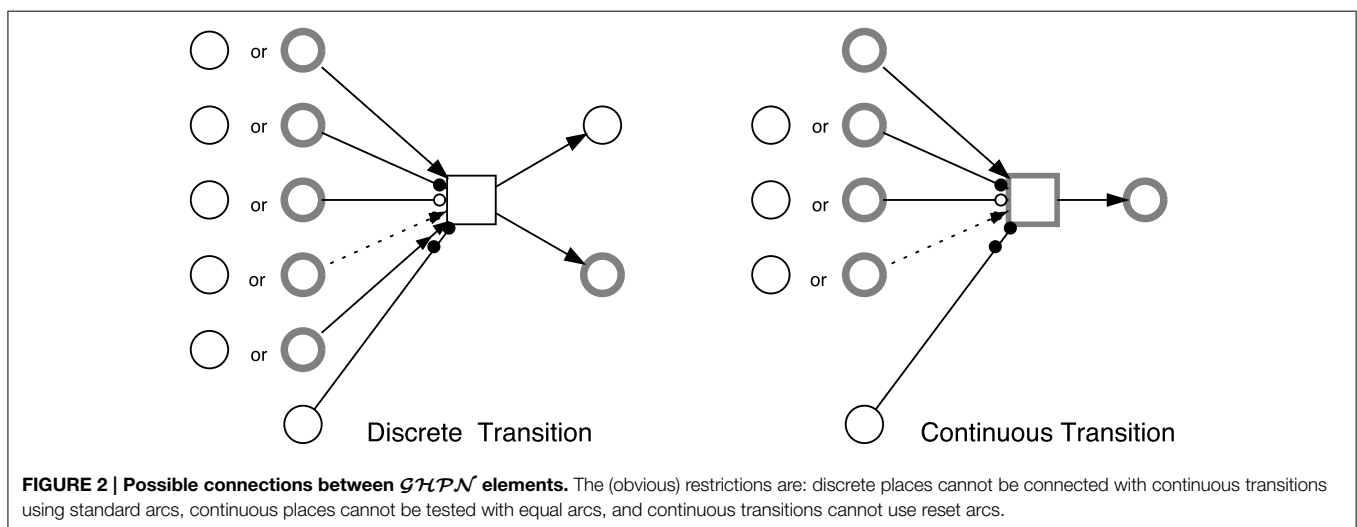 or
or
or
or
or
or
or
or
Discrete Transition
Continuous Transition
FIGURE 2 | Possible connections between 𝒢ℋ𝒫𝒩 elements. The (obvious) restrictions are: discrete places cannot be connected with continuous transitions
using standard arcs, continuous places cannot be tested with equal arcs, and continuous transitions cannot use reset arcs.